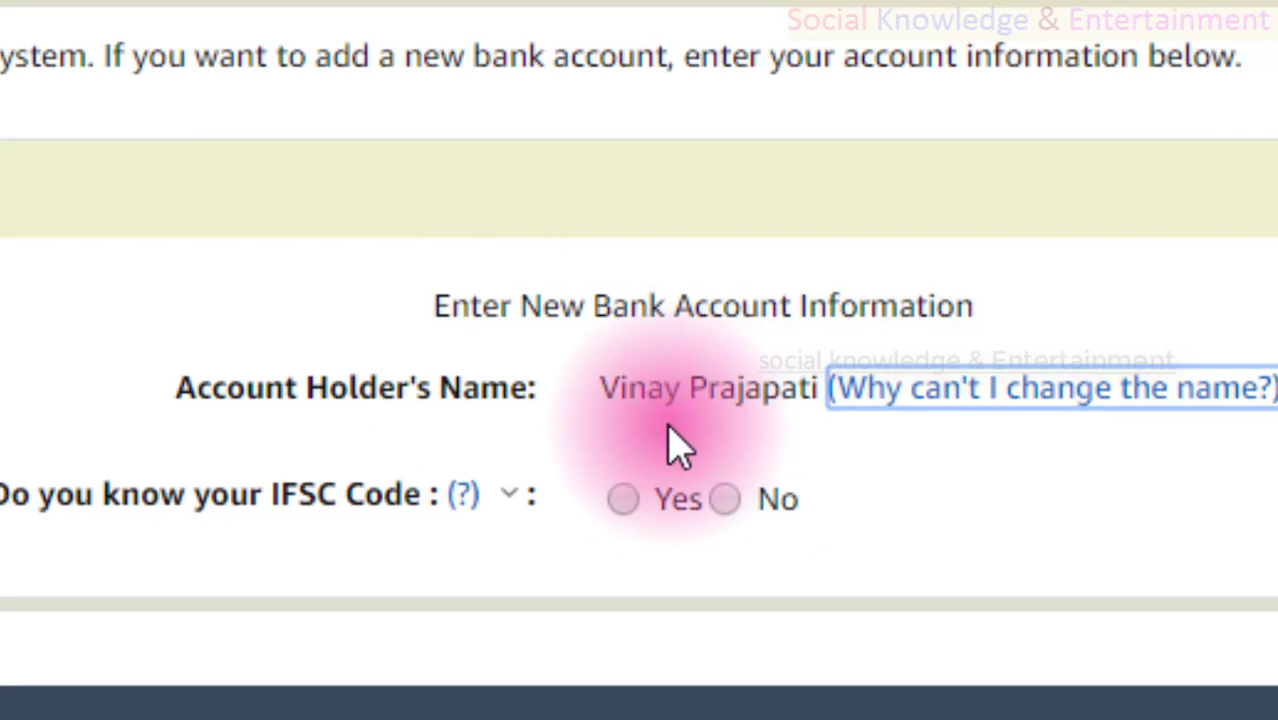 Social Knowledge & Entertainment
ystem. If you want to add a new bank account, enter your account information below.
Enter New Bank Account Information
social knowledge & Entertainment
Account Holder's Name: Vinay Prajapati (Why can't I change the name?)
Do you know your IFSC Code : (?) : Yes No